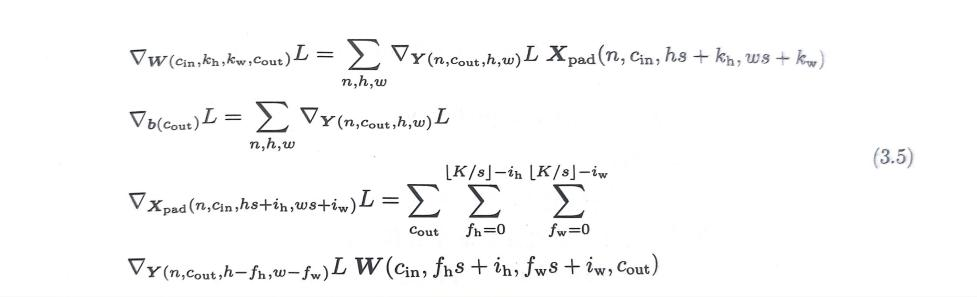 ∇_{W(c_in,k_h,k_w,c_out)} L = ∑_{n,h,w} ∇_{Y(n,c_out,h,w)} L X_pad(n, c_in, hs + k_h, ws + k_w)
∇_{b(c_out)} L = ∑_{n,h,w} ∇_{Y(n,c_out,h,w)} L
(3.5)
∇_{X_pad(n,c_in,hs+i_h,ws+i_w)} L = ∑_{c_out} ∑_{f_h=0}^{⌊K/s⌋−i_h} ∑_{f_w=0}^{⌊K/s⌋−i_w}
∇_{Y(n,c_out,h−f_h,w−f_w)} L W(c_in, f_h s + i_h, f_w s + i_w, c_out)